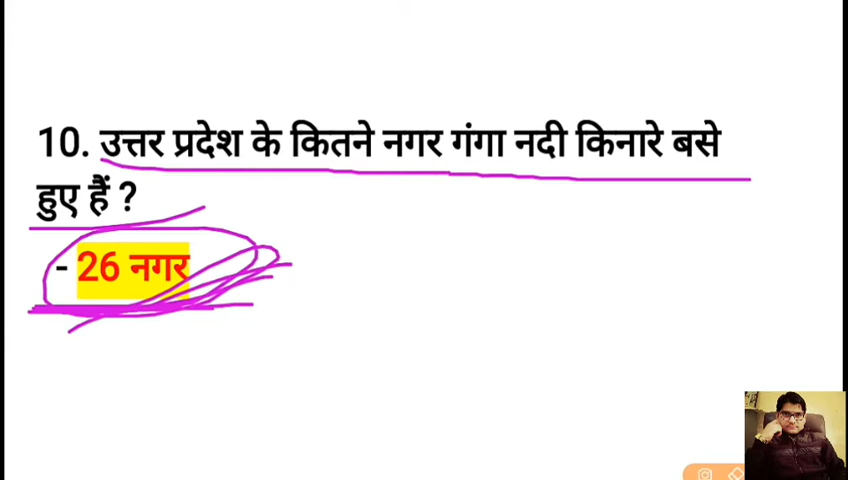 10. उत्तर प्रदेश के कितने नगर गंगा नदी किनारे बसे
हुए हैं ?
- 26 नगर